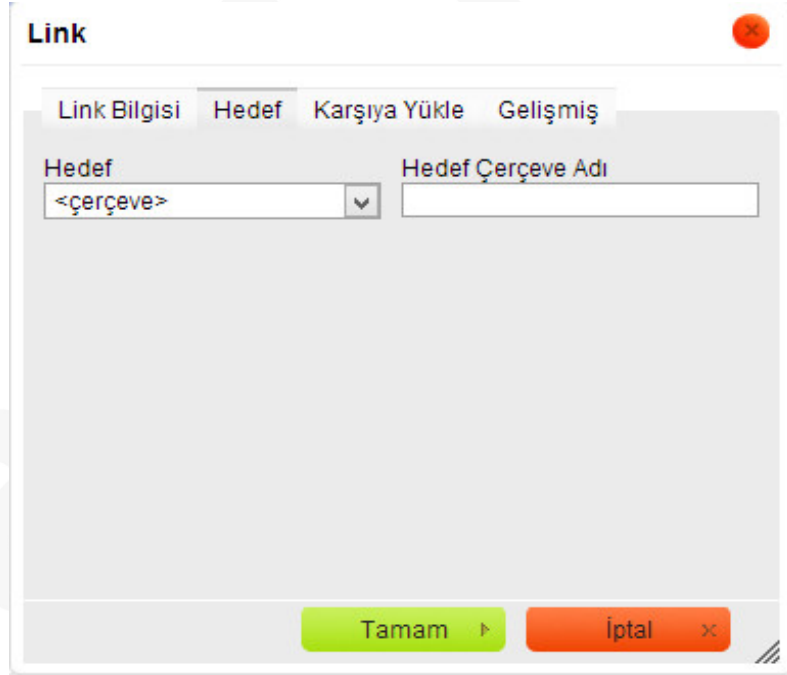 Link
Link Bilgisi Hedef Karşıya Yükle Gelişmiş
Hedef Hedef Çerçeve Adı
<çerçeve>
Tamam İptal